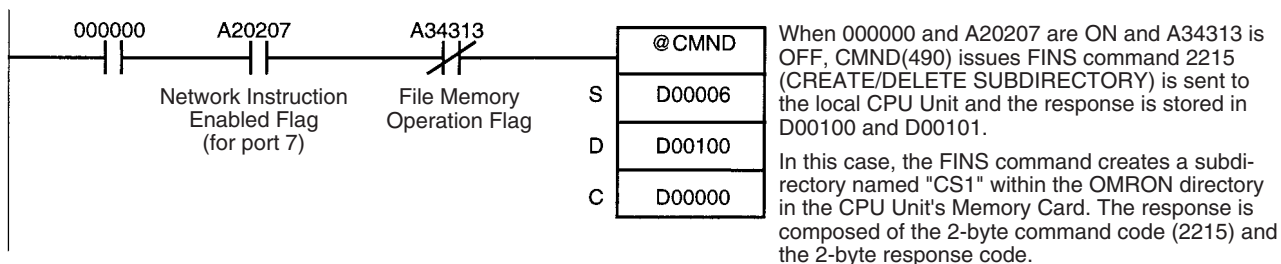 000000 A20207 A34313
@CMND
Network Instruction
Enabled Flag
(for port 7)
File Memory
Operation Flag
S D00006
D D00100
C D00000
When 000000 and A20207 are ON and A34313 is
OFF, CMND(490) issues FINS command 2215
(CREATE/DELETE SUBDIRECTORY) is sent to
the local CPU Unit and the response is stored in
D00100 and D00101.
In this case, the FINS command creates a subdi-
rectory named "CS1" within the OMRON directory
in the CPU Unit's Memory Card. The response is
composed of the 2-byte command code (2215) and
the 2-byte response code.